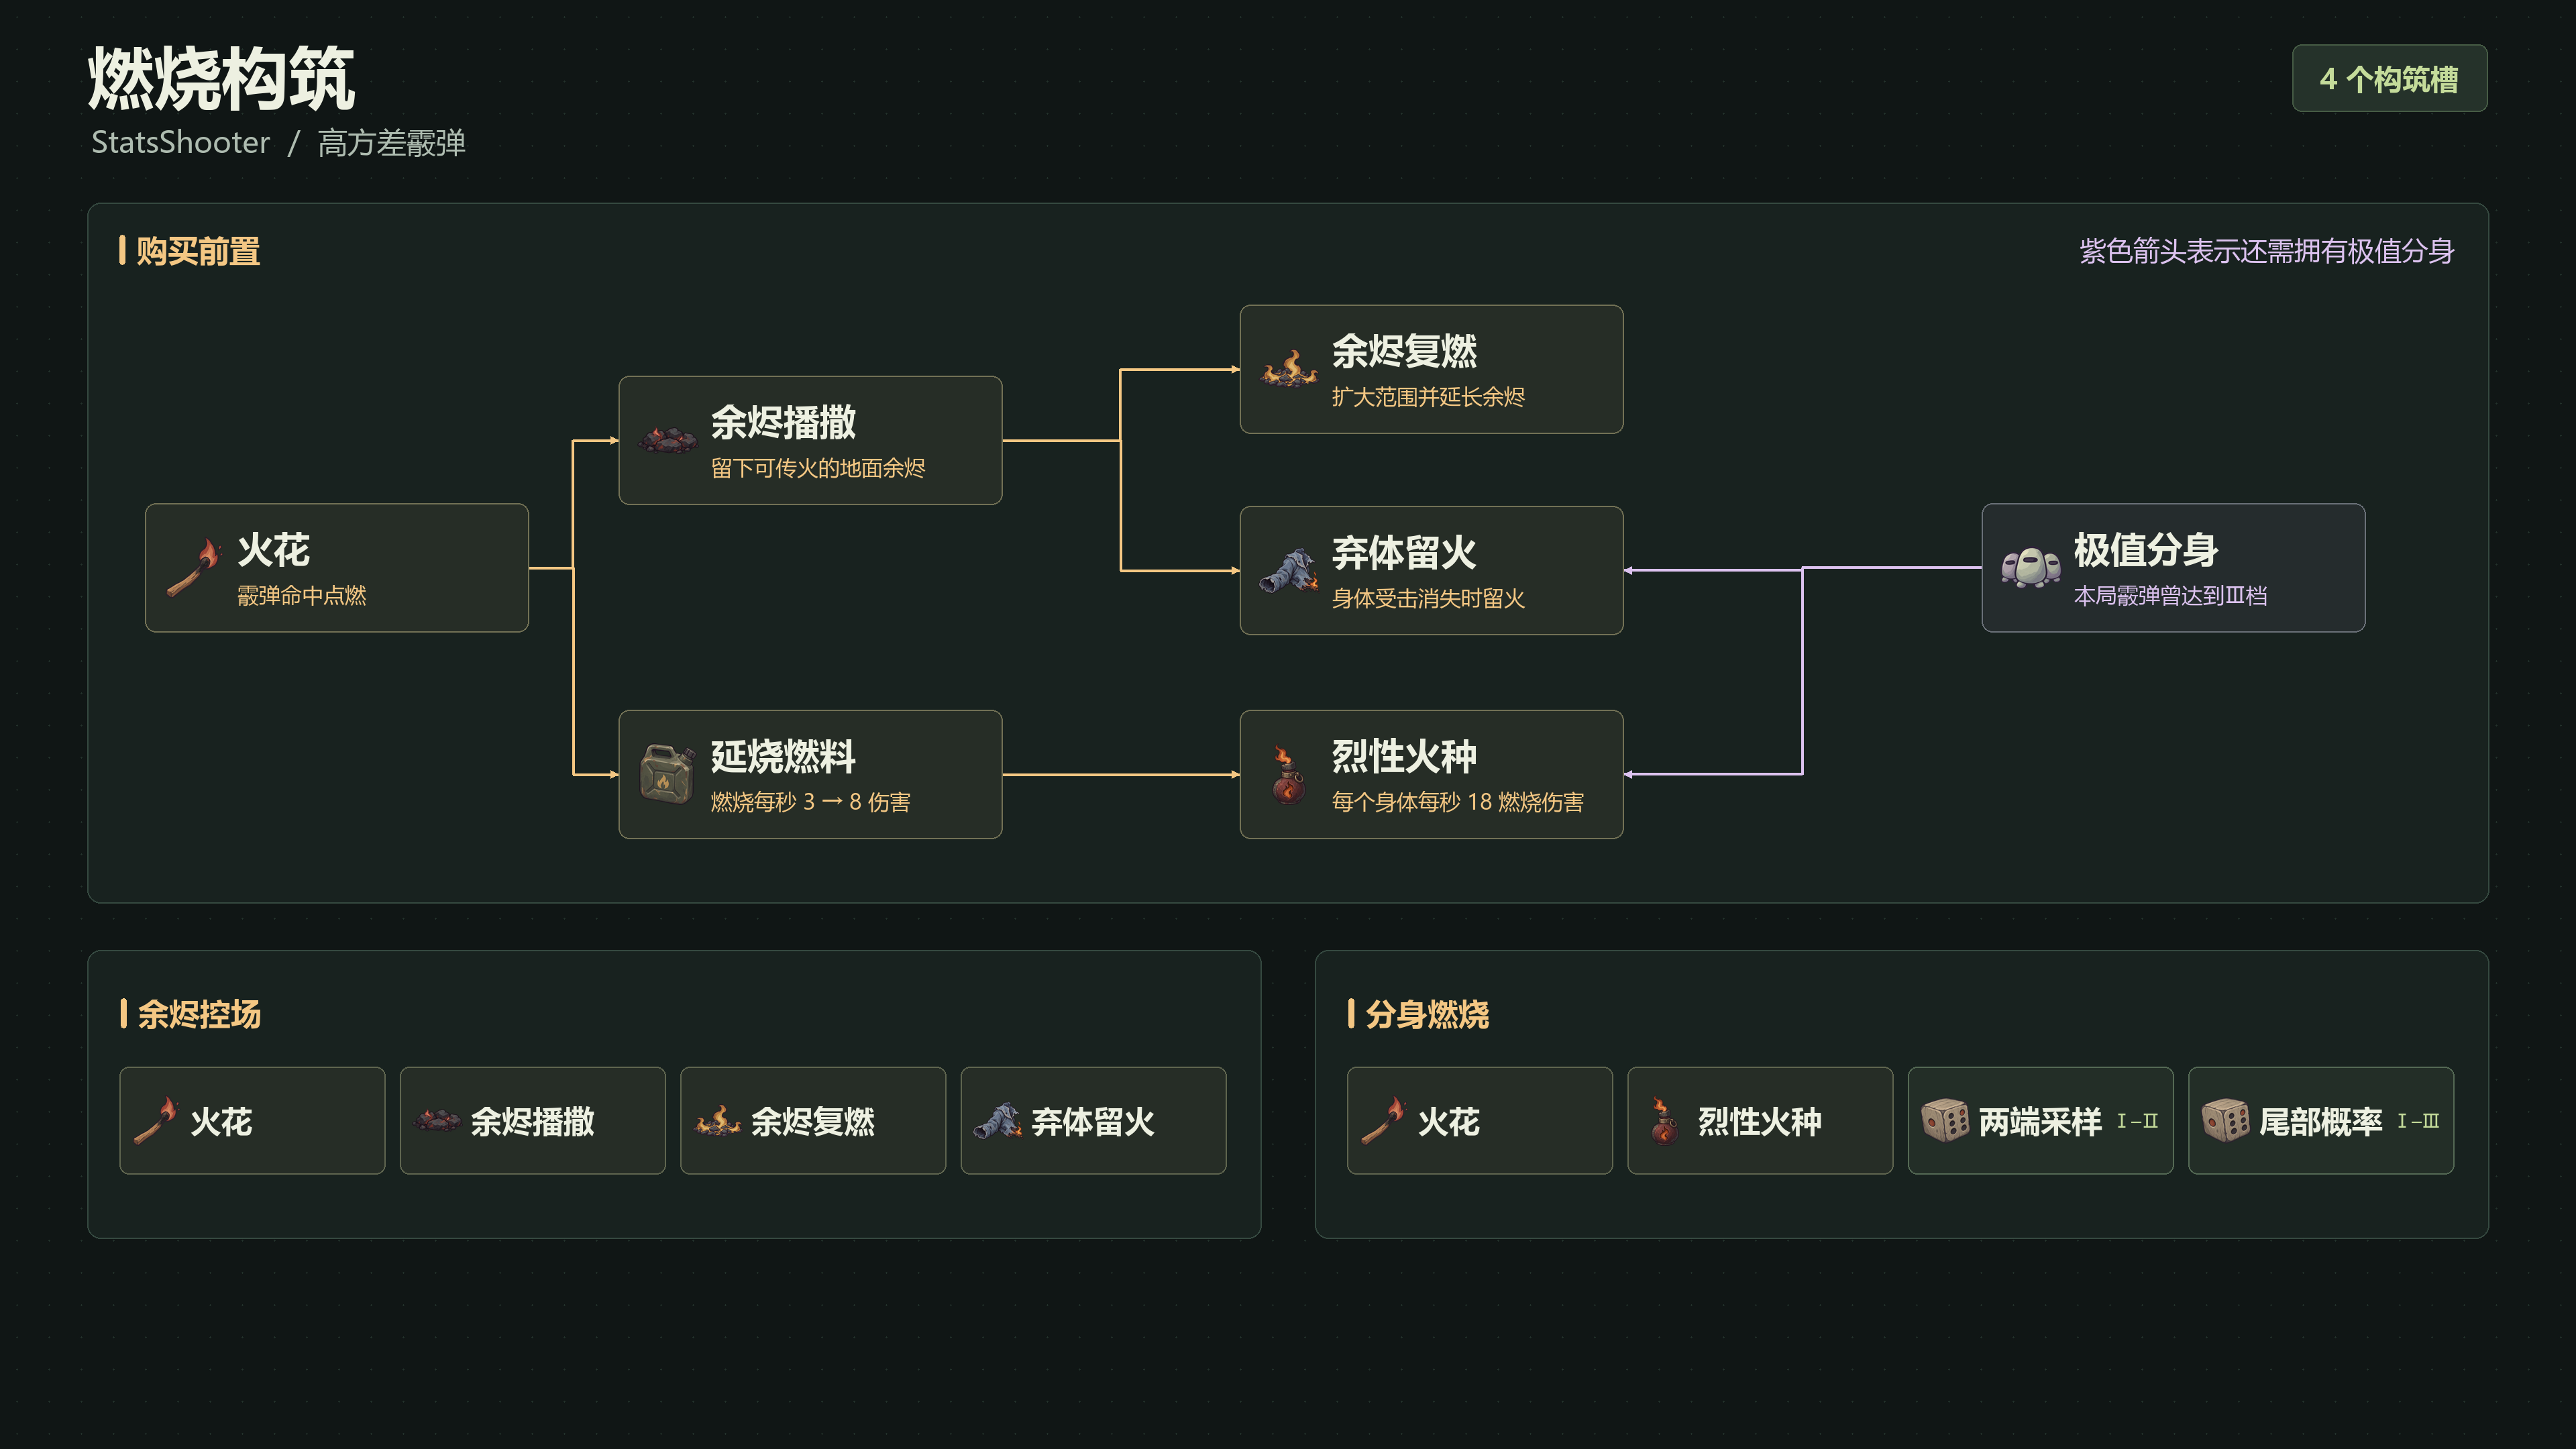 燃烧构筑
4 个构筑槽
StatsShooter / 高方差霰弹
购买前置
紫色箭头表示还需拥有极值分身
余烬复燃
扩大范围并延长余烬
余烬播撒
留下可传火的地面余烬
火花
霰弹命中点燃
弃体留火
身体受击消失时留火
极值分身
本局霰弹曾达到Ⅲ档
延烧燃料
燃烧每秒 3 → 8 伤害
烈性火种
每个身体每秒 18 燃烧伤害
余烬控场
火花
余烬播撒
余烬复燃
弃体留火
分身燃烧
火花
烈性火种
两端采样 Ⅰ–Ⅱ
尾部概率 Ⅰ–Ⅲ